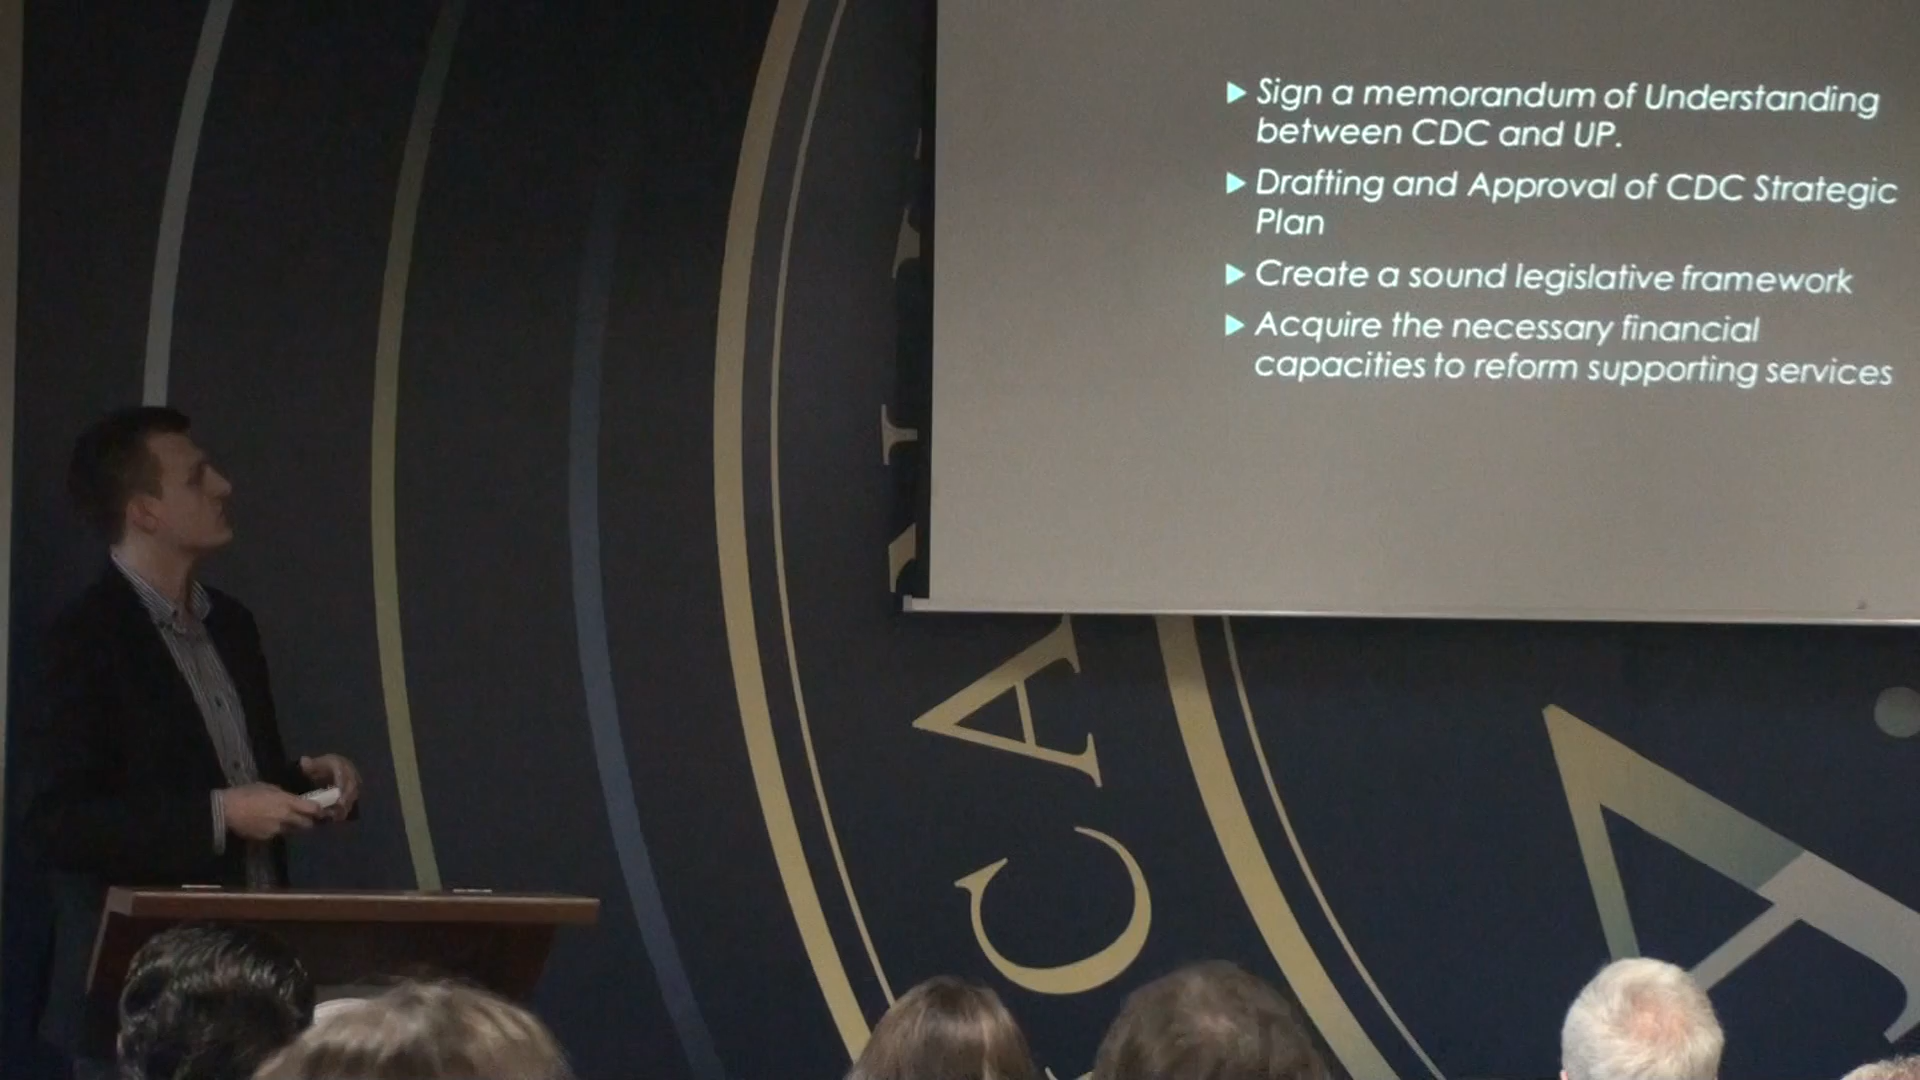 Sign a memorandum of Understanding
between CDC and UP.
Drafting and Approval of CDC Strategic
Plan
Create a sound legislative framework
Acquire the necessary financial
capacities to reform supporting services
C A
A